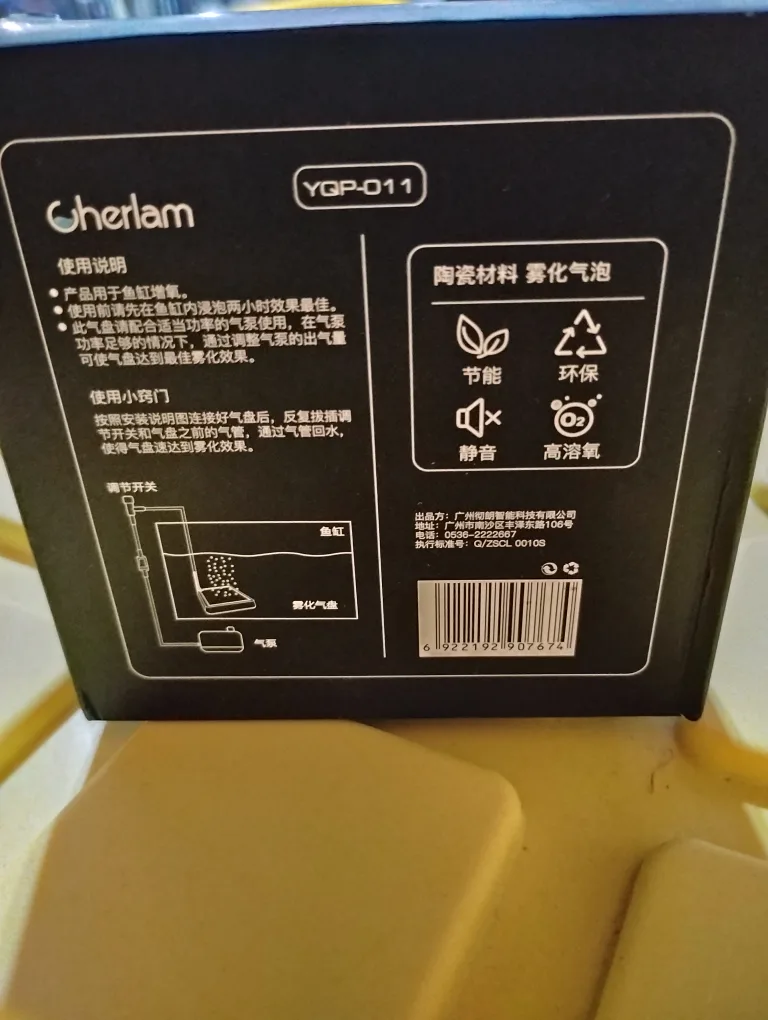 YQP-011
Cherlam
使用说明
● 产品用于鱼缸增氧。
● 使用前请先在鱼缸内浸泡两小时效果最佳。
● 此气盘请配合适当功率的气泵使用，在气泵
功率足够的情况下，通过调整气泵的出气量
可使气盘达到最佳雾化效果。
使用小窍门
按照安装说明图连接好气盘后，反复拔插调
节开关和气盘之前的气管，通过气管回水，
使得气盘速达到雾化效果。
调节开关
鱼缸
雾化气盘
气泵
陶瓷材料 雾化气泡
节能
环保
静音
O2
高溶氧
出品方：广州彻朗智能科技有限公司
地址：广州市南沙区丰泽东路106号
电话：0536-2222667
执行标准号：Q/ZSCL 0010S
6 922192 907674